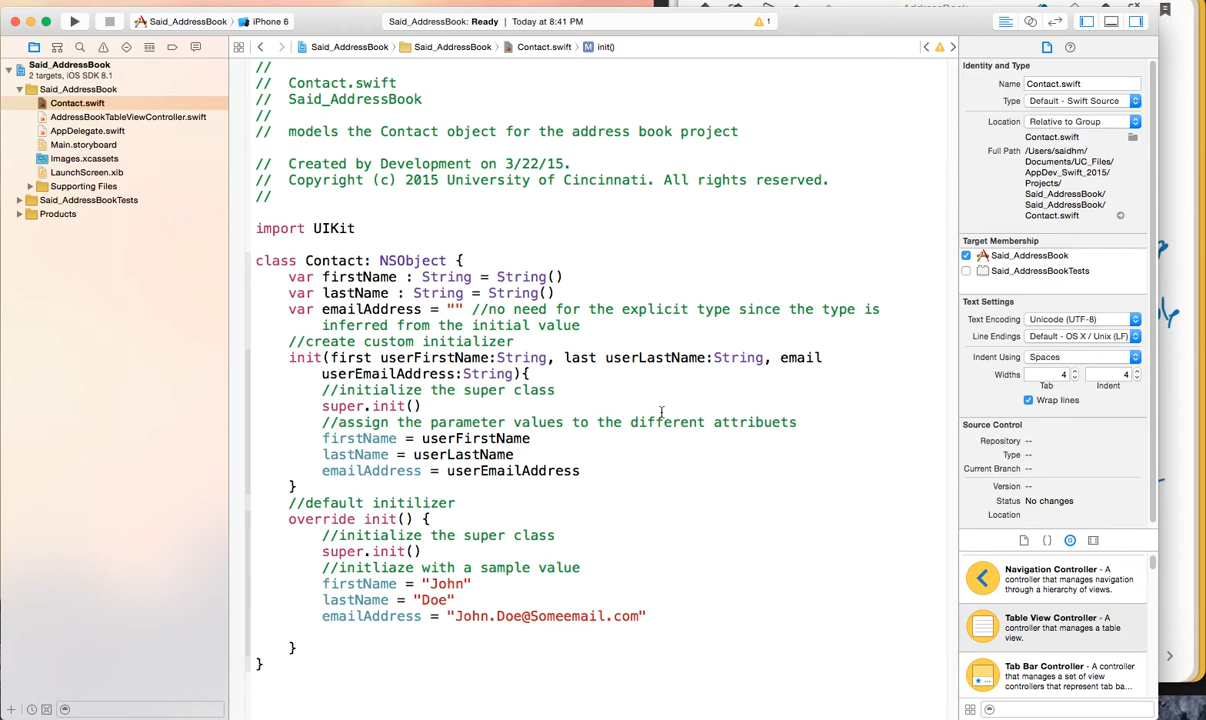 Said_AddressBook
iPhone 6
Said_AddressBook: Ready
Today at 8:41 PM
1
Said_AddressBook
2 targets, iOS SDK 8.1
Said_AddressBook
Contact.swift
AddressBookTableViewController.swift
AppDelegate.swift
Main.storyboard
Images.xcassets
LaunchScreen.xib
Supporting Files
Said_AddressBookTests
Products
Said_AddressBook
Said_AddressBook
Contact.swift
M
init()
//
//  Contact.swift
//  Said_AddressBook
//
//  models the Contact object for the address book project
//  Created by Development on 3/22/15.
//  Copyright (c) 2015 University of Cincinnati. All rights reserved.
//
import UIKit
class Contact: NSObject {
var firstName : String = String()
var lastName : String = String()
var emailAddress = "" //no need for the explicit type since the type is
inferred from the initial value
//create custom initializer
init(first userFirstName:String, last userLastName:String, email
userEmailAddress:String){
//initialize the super class
super.init()
//assign the parameter values to the different attribuets
firstName = userFirstName
lastName = userLastName
emailAddress = userEmailAddress
}
//default initilizer
override init() {
//initialize the super class
super.init()
//initliaze with a sample value
firstName = "John"
lastName = "Doe"
emailAddress = "John.Doe@Someemail.com"
}
}
Identity and Type
Name Contact.swift
Type Default - Swift Source
Location Relative to Group
Contact.swift
Full Path /Users/saidhm/
Documents/UC_Files/
AppDev_Swift_2015/
Projects/
Said_AddressBook/
Said_AddressBook/
Contact.swift
Target Membership
Said_AddressBook
Said_AddressBookTests
Text Settings
Text Encoding Unicode (UTF-8)
Line Endings Default - OS X / Unix (LF)
Indent Using Spaces
Widths 4 4
Tab Indent
Wrap lines
Source Control
Repository --
Type --
Current Branch --
Version --
Status No changes
Location
Navigation Controller - A
controller that manages navigation
through a hierarchy of views.
Table View Controller - A
controller that manages a table
view.
Tab Bar Controller - A controller
that manages a set of view
controllers that represent tab ba...